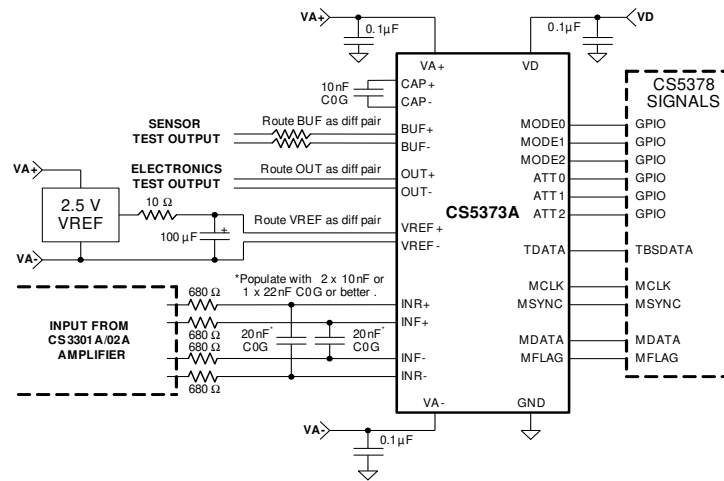 VA+
0.1µF
0.1µF
VD
VA+
VD
CS5378
SIGNALS
10nF
C0G
CAP+
CAP-
Route BUF as diff pair
SENSOR
TEST OUTPUT
BUF+
BUF-
MODE0
GPIO
MODE1
GPIO
MODE2
GPIO
ELECTRONICS
TEST OUTPUT
Route OUT as diff pair
OUT+
OUT-
ATT0
GPIO
ATT1
GPIO
ATT2
GPIO
CS5373A
VA+
2.5 V
VREF
10 Ω
Route VREF as diff pair
100 µF
+
VREF+
VREF-
VA-
TDATA
TBSDATA
*Populate with 2 x 10nF or
1 x 22nF C0G or better .
MCLK
MCLK
MSYNC
MSYNC
INPUT FROM
CS3301A/02A
AMPLIFIER
680 Ω
680 Ω
680 Ω
680 Ω
20nF*
C0G
20nF*
C0G
INR+
INF+
INF-
INR-
MDATA
MDATA
MFLAG
MFLAG
VA-
GND
VA-
0.1µF